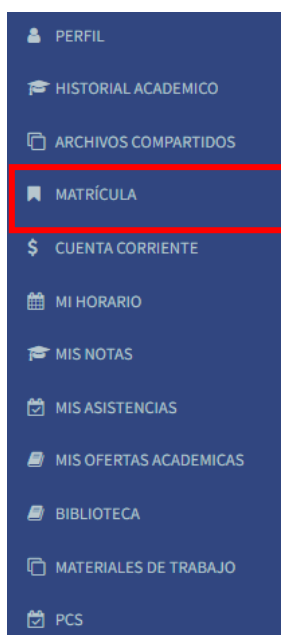 PERFIL
HISTORIAL ACADEMICO
ARCHIVOS COMPARTIDOS
MATRÍCULA
$ CUENTA CORRIENTE
MI HORARIO
MIS NOTAS
MIS ASISTENCIAS
MIS OFERTAS ACADEMICAS
BIBLIOTECA
MATERIALES DE TRABAJO
PCS